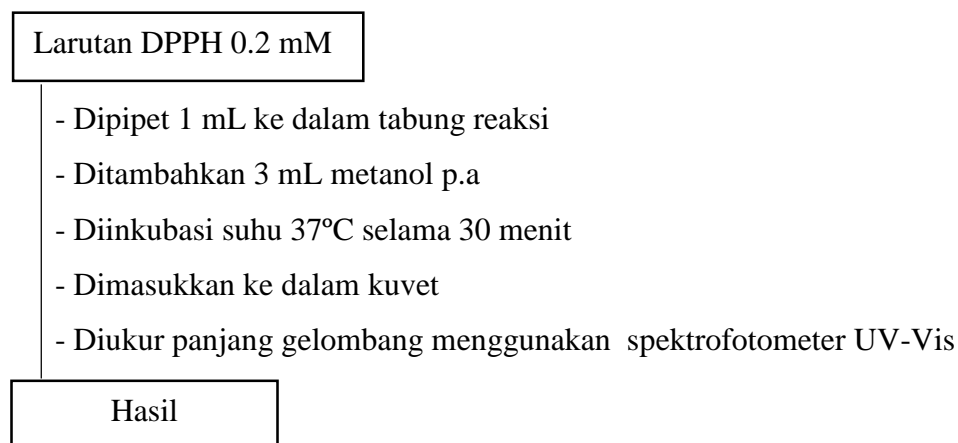 Larutan DPPH 0.2 mM
- Dipipet 1 mL ke dalam tabung reaksi
- Ditambahkan 3 mL metanol p.a
- Diinkubasi suhu 37ºC selama 30 menit
- Dimasukkan ke dalam kuvet
- Diukur panjang gelombang menggunakan  spektrofotometer UV-Vis
Hasil